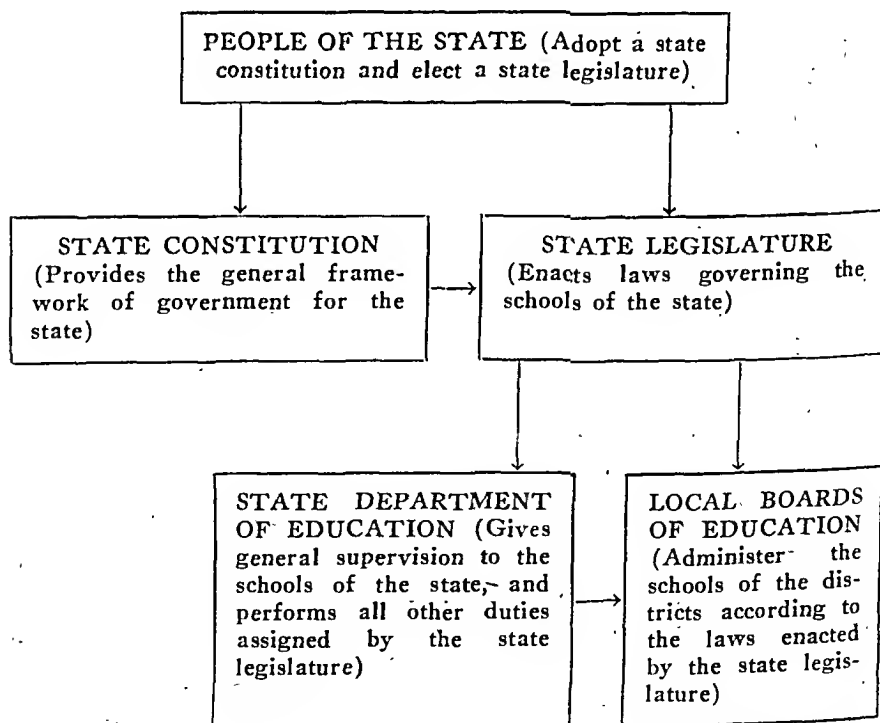 PEOPLE OF THE STATE (Adopt a state
constitution and elect a state legislature)
STATE CONSTITUTION
(Provides the general frame-
work of government for the
state)
STATE LEGISLATURE
(Enacts laws governing the
schools of the state)
STATE DEPARTMENT
OF EDUCATION (Gives
general supervision to the
schools of the state, and
performs all other duties
assigned by the state
legislature)
LOCAL BOARDS
OF EDUCATION
(Administer the
schools of the dis-
tricts according to
the laws enacted
by the state legis-
lature)